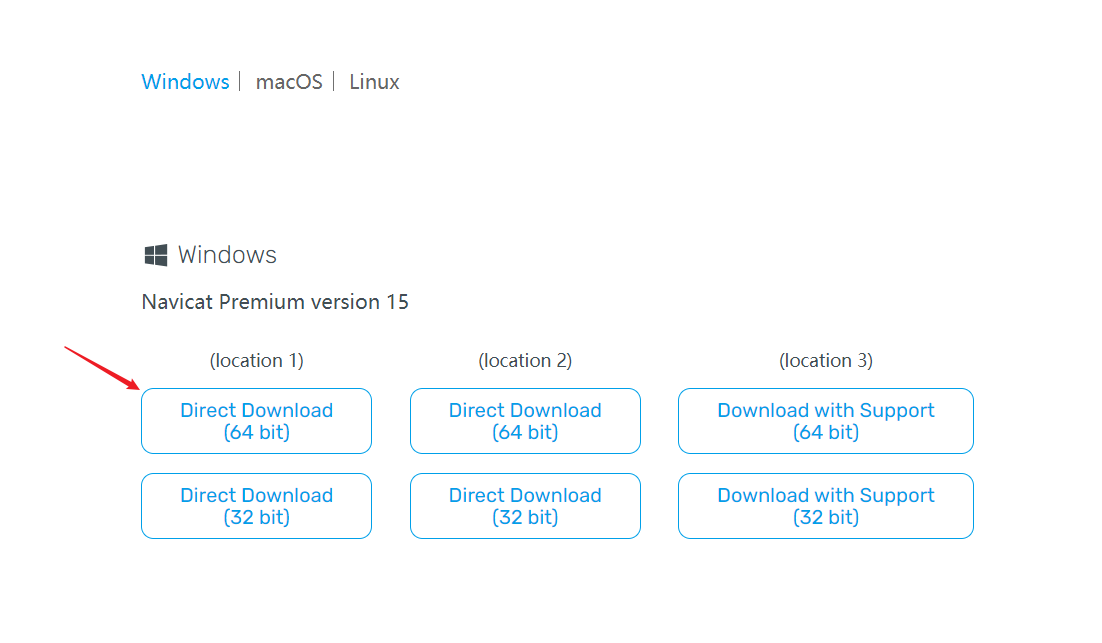 Windows | macOS | Linux
Windows
Navicat Premium version 15
(location 1) (location 2) (location 3)
Direct Download Direct Download Download with Support
(64 bit) (64 bit) (64 bit)
Direct Download Direct Download Download with Support
(32 bit) (32 bit) (32 bit)